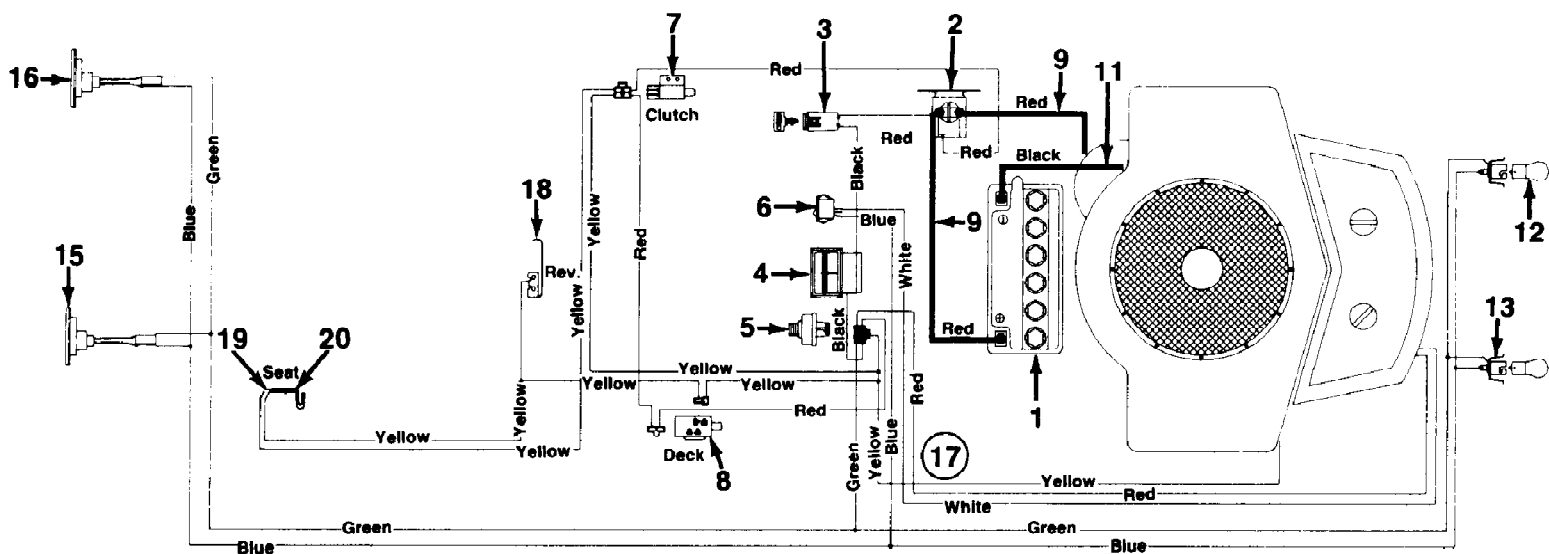 7
3
2
9
11
16
Red
Red
Clutch
Red
Red
Black
Green
Black
12
18
6
Blue
9
Blue
Yellow
Red
White
15
Rev.
4
Yellow
5
Black
Red
13
19
20
Seat
Yellow
Yellow
Yellow
Red
1
Red
Yellow
Yellow
Yellow
Deck
8
Green
Yellow
Blue
17
Yellow
Red
White
Green
Green
Blue
Blue